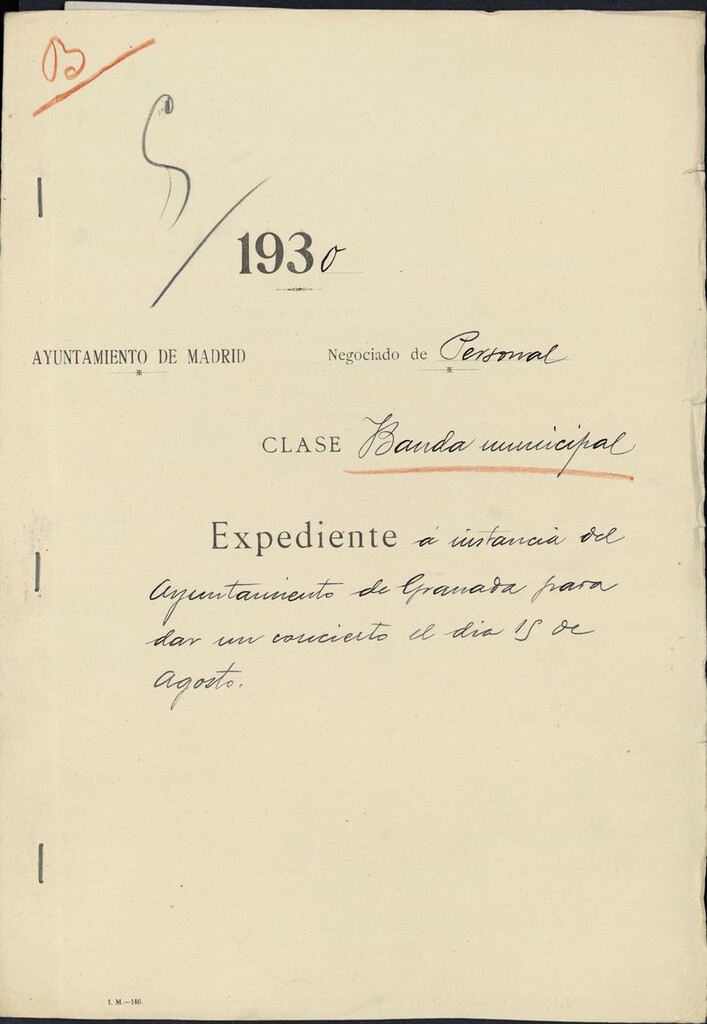 B
5
1930
AYUNTAMIENTO DE MADRID
Negociado de Personal
CLASE Banda municipal
Expediente á instancia del
Ayuntamiento de Granada para
dar un concierto el dia 15 de
Agosto.
I. M.—146.